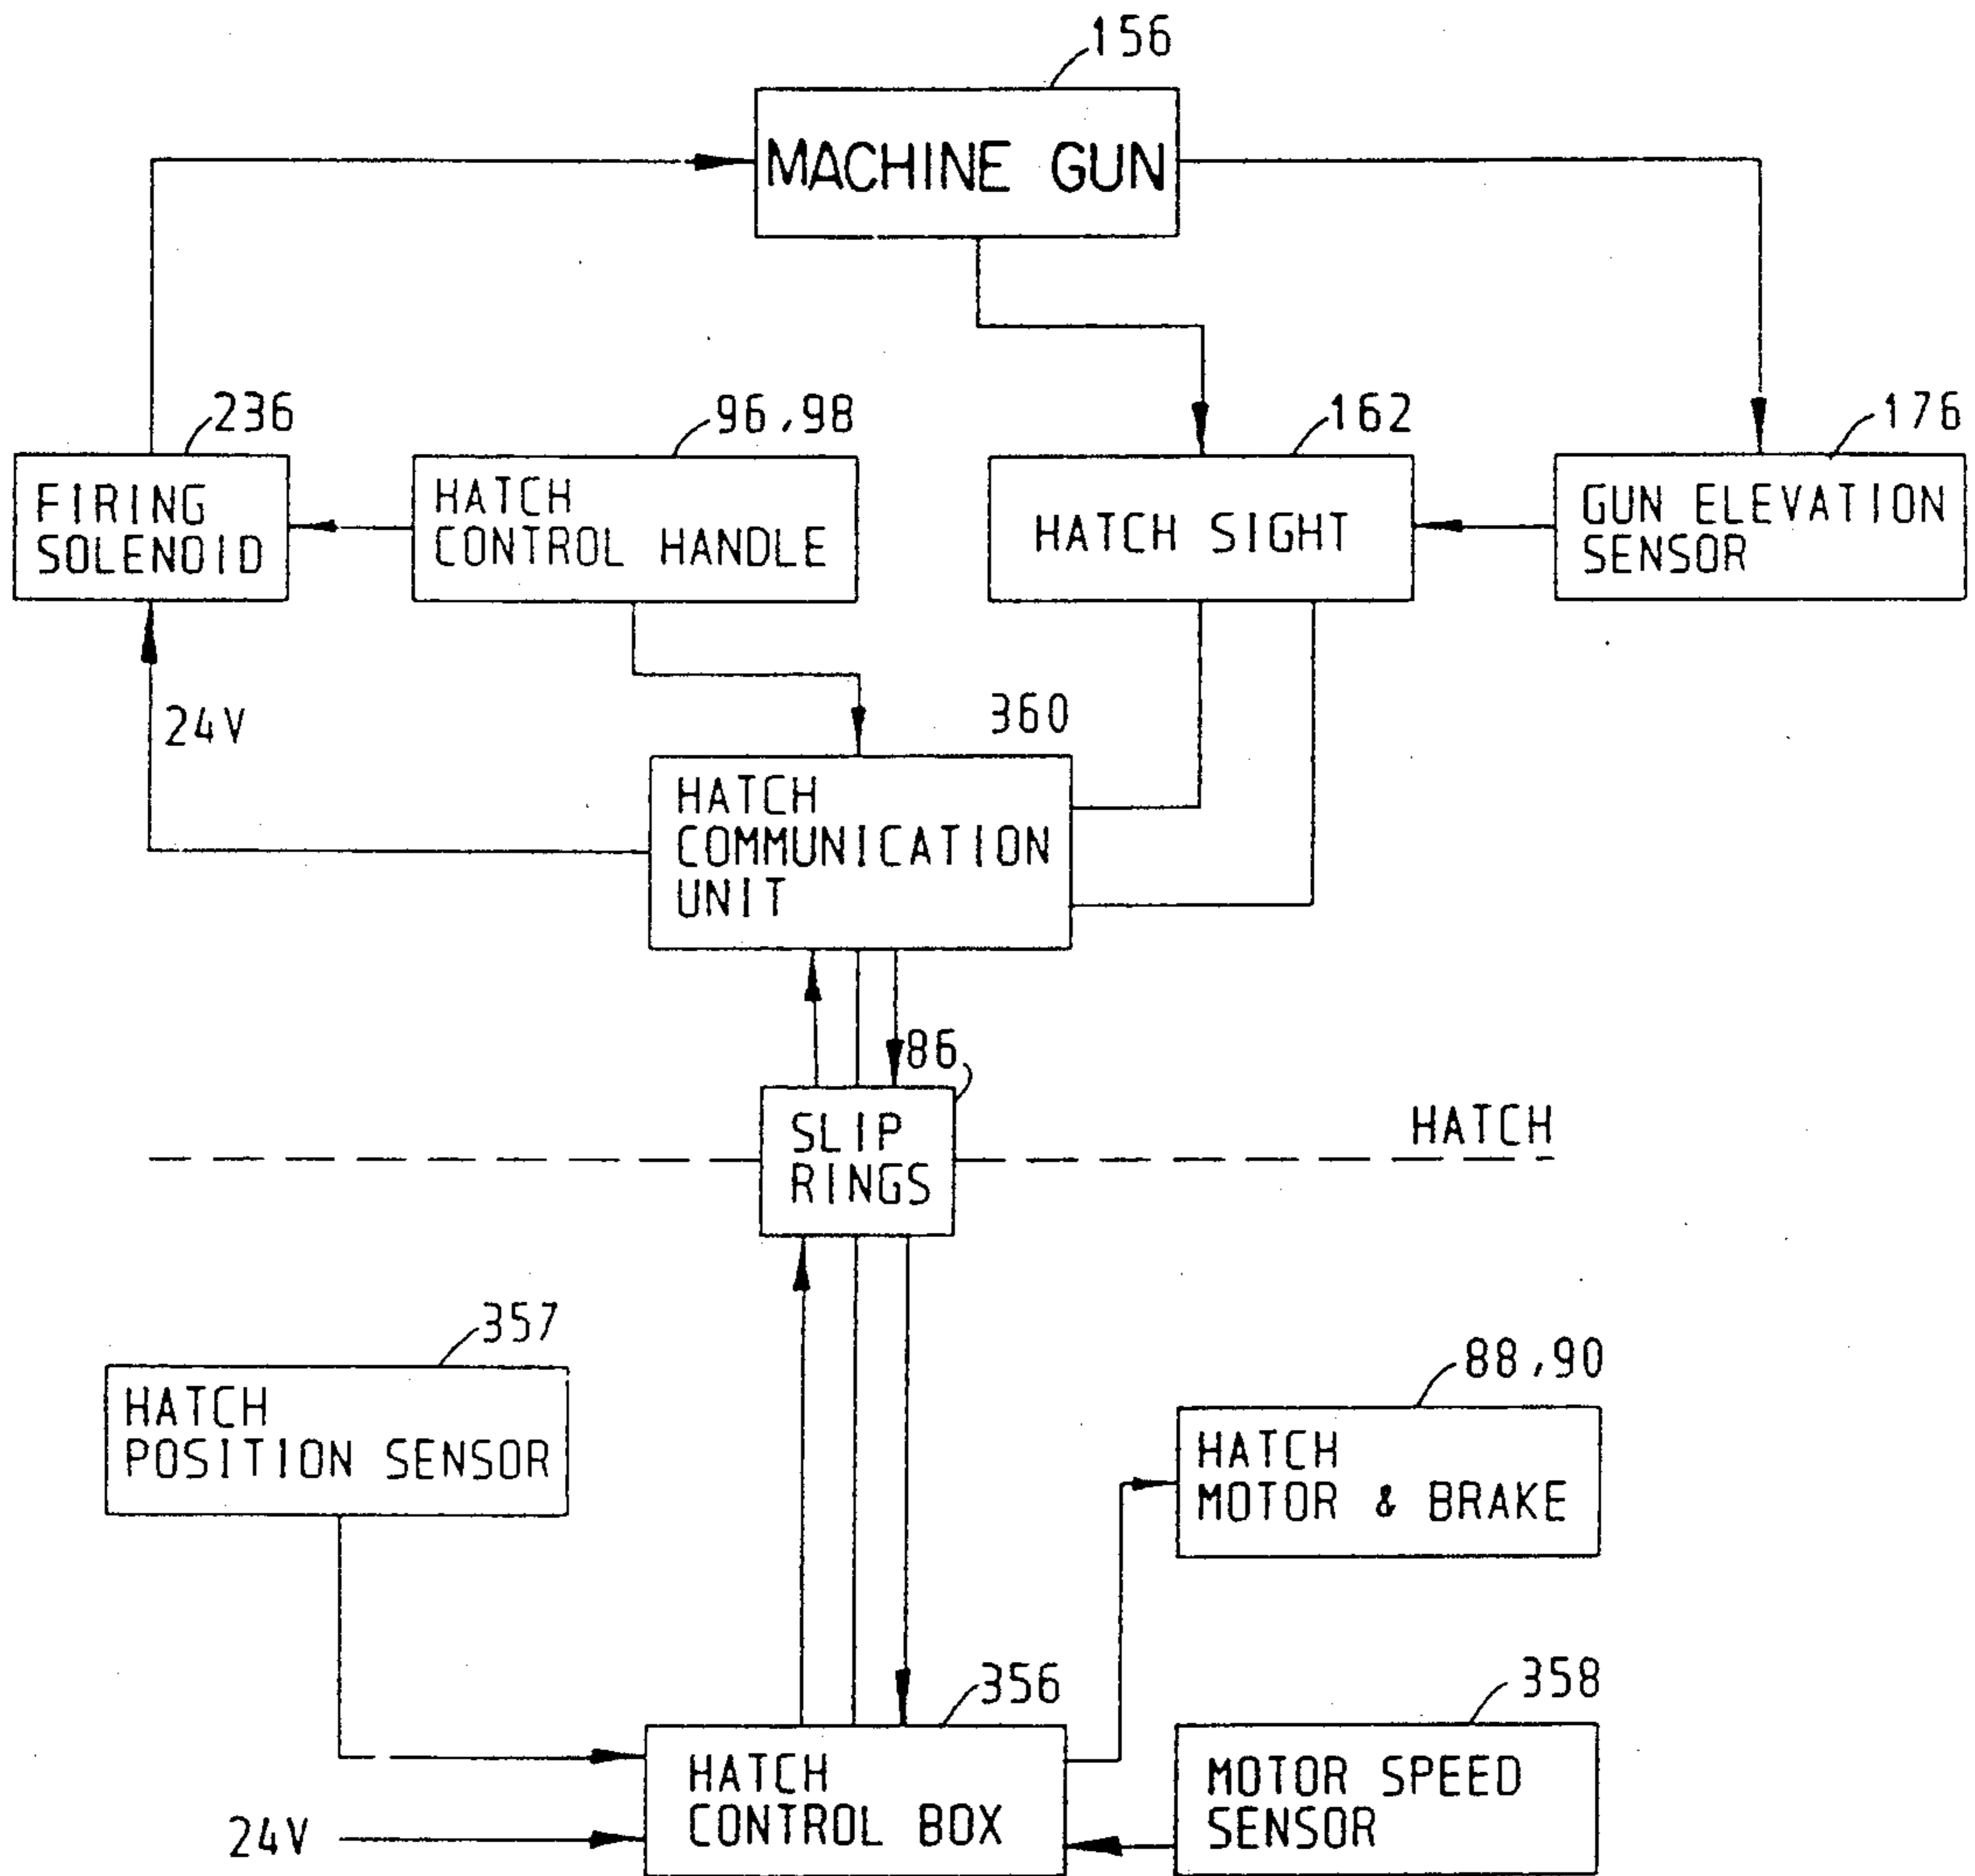 156
MACHINE GUN
236
96,98
162
176
FIRING
SOLENOID
HATCH
CONTROL HANDLE
HATCH SIGHT
GUN ELEVATION
SENSOR
24V
360
HATCH
COMMUNICATION
UNIT
86
SLIP
RINGS
HATCH
357
HATCH
POSITION SENSOR
88,90
HATCH
MOTOR & BRAKE
356
358
HATCH
CONTROL BOX
MOTOR SPEED
SENSOR
24V